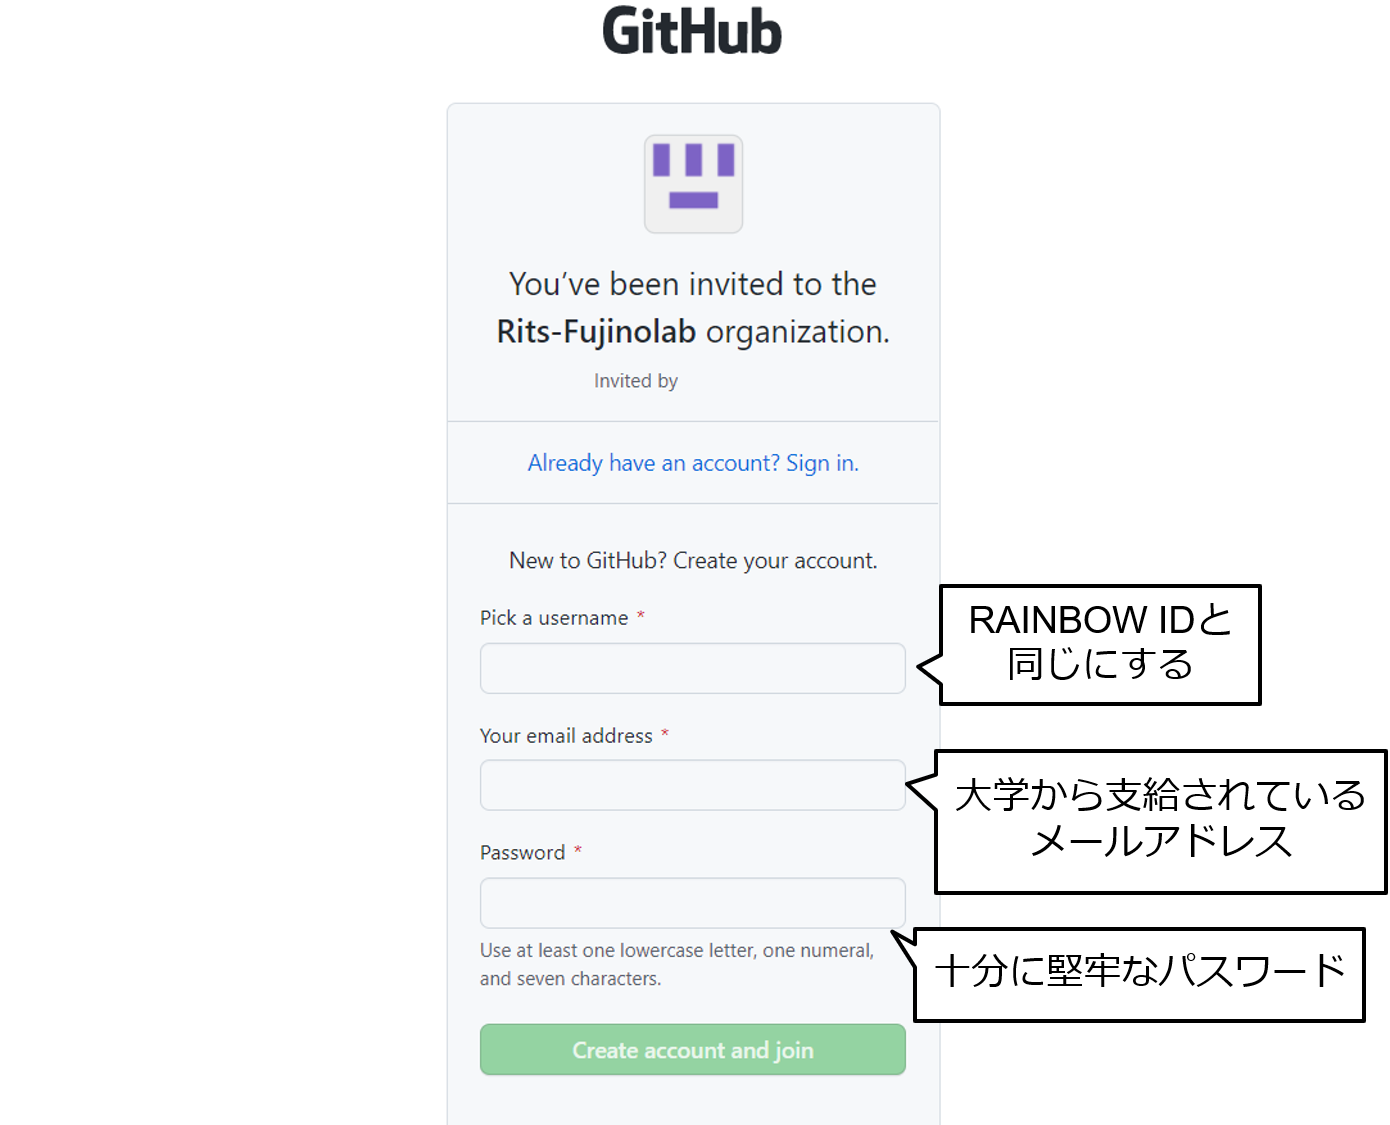 GitHub
You've been invited to the
Rits-Fujinolab organization.
Invited by
Already have an account? Sign in.
New to GitHub? Create your account.
Pick a username *
RAINBOW IDと
同じにする
Your email address *
大学から支給されている
メールアドレス
Password *
Use at least one lowercase letter, one numeral,
and seven characters.
十分に堅牢なパスワード
Create account and join